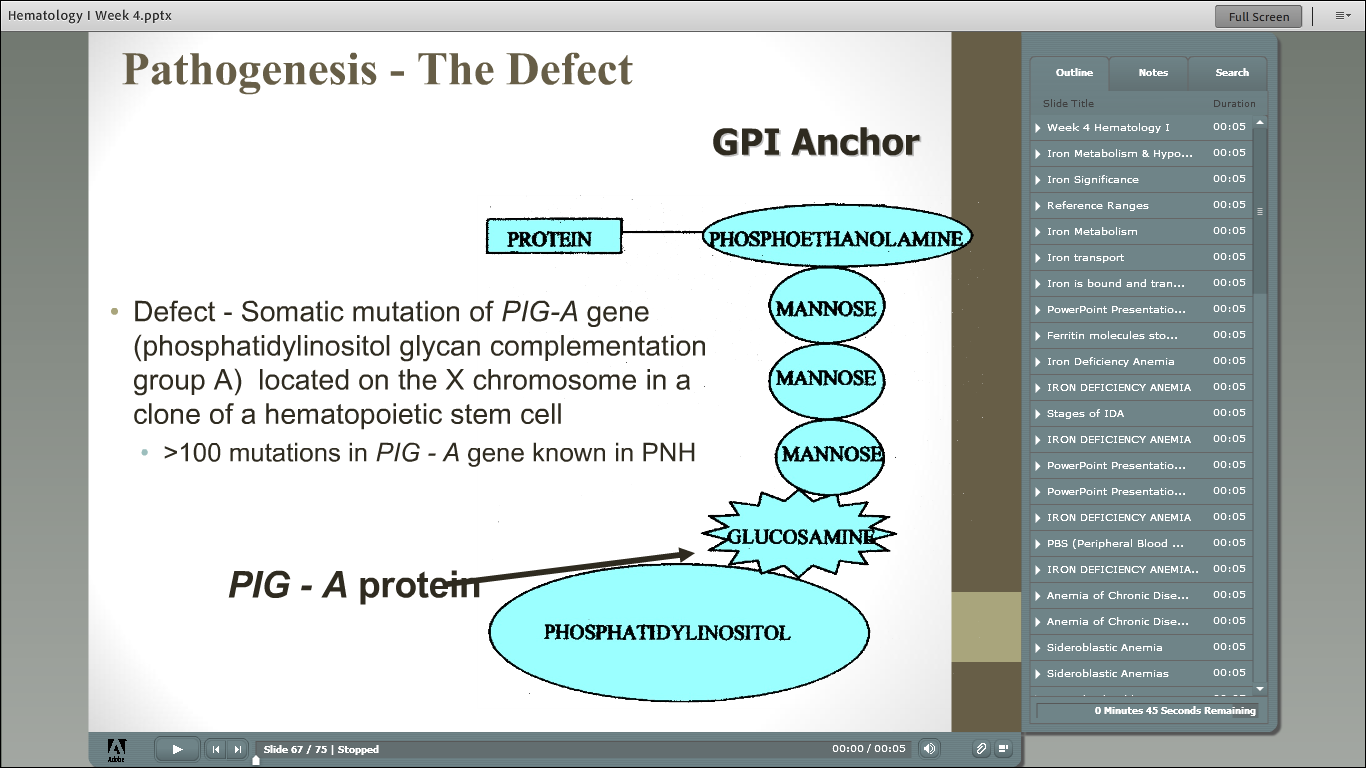 Hematology I Week 4.pptx
Full Screen
Pathogenesis - The Defect
GPI Anchor
PROTEIN
PHOSPHOETHANOLAMINE
MANNOSE
MANNOSE
MANNOSE
GLUCOSAMINE
PHOSPHATIDYLINOSITOL
• Defect - Somatic mutation of PIG-A gene
(phosphatidylinositol glycan complementation
group A) located on the X chromosome in a
clone of a hematopoietic stem cell
• >100 mutations in PIG - A gene known in PNH
PIG - A protein
Outline Notes Search
Slide Title Duration
Week 4 Hematology I 00:05
Iron Metabolism & Hypo... 00:05
Iron Significance 00:05
Reference Ranges 00:05
Iron Metabolism 00:05
Iron transport 00:05
Iron is bound and tran... 00:05
PowerPoint Presentatio... 00:05
Ferritin molecules sto... 00:05
Iron Deficiency Anemia 00:05
IRON DEFICIENCY ANEMIA 00:05
Stages of IDA 00:05
IRON DEFICIENCY ANEMIA 00:05
PowerPoint Presentatio... 00:05
PowerPoint Presentatio... 00:05
IRON DEFICIENCY ANEMIA 00:05
PBS (Peripheral Blood ... 00:05
IRON DEFICIENCY ANEMIA... 00:05
Anemia of Chronic Dise... 00:05
Anemia of Chronic Dise... 00:05
Sideroblastic Anemia 00:05
Sideroblastic Anemias 00:05
0 Minutes 45 Seconds Remaining
Adobe
Slide 67 / 75 | Stopped
00:00 / 00:05